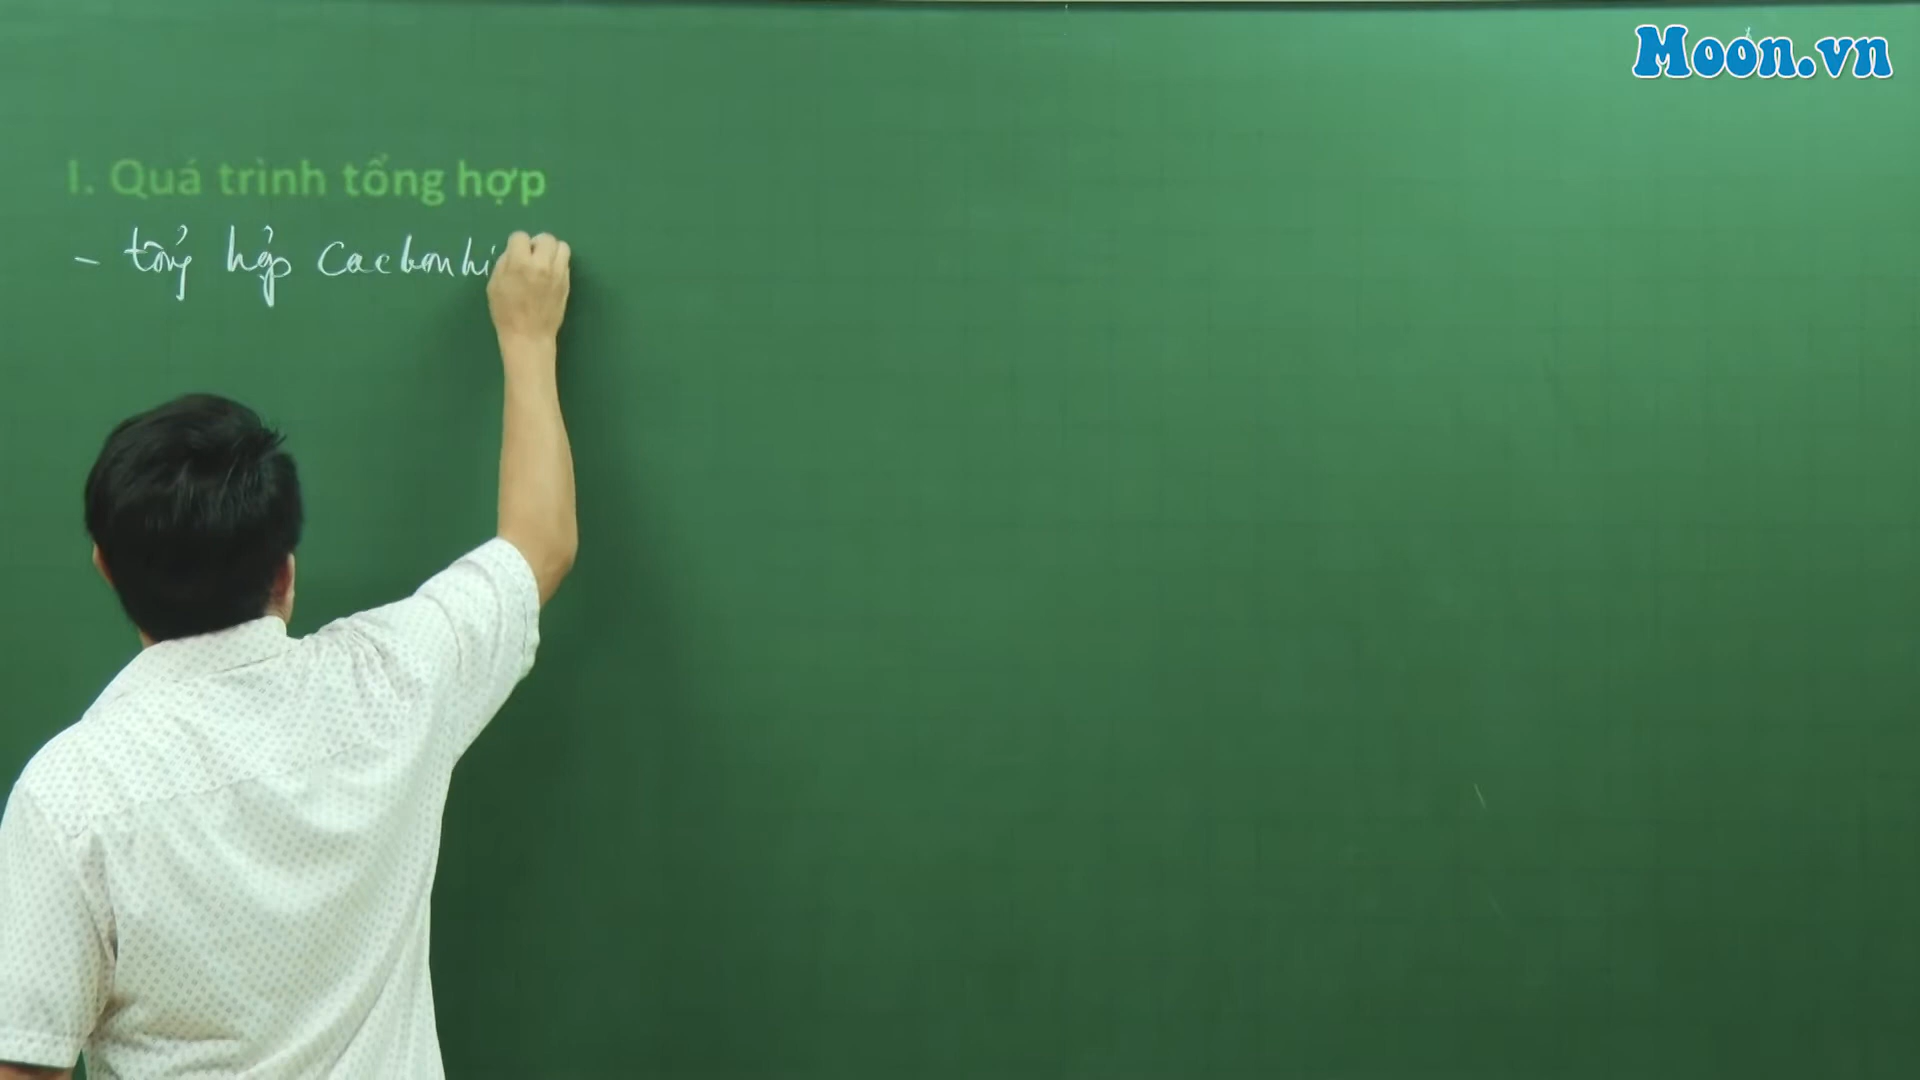 Moon.vn
I. Quá trình tổng hợp
- tổng hợp cacbonhi